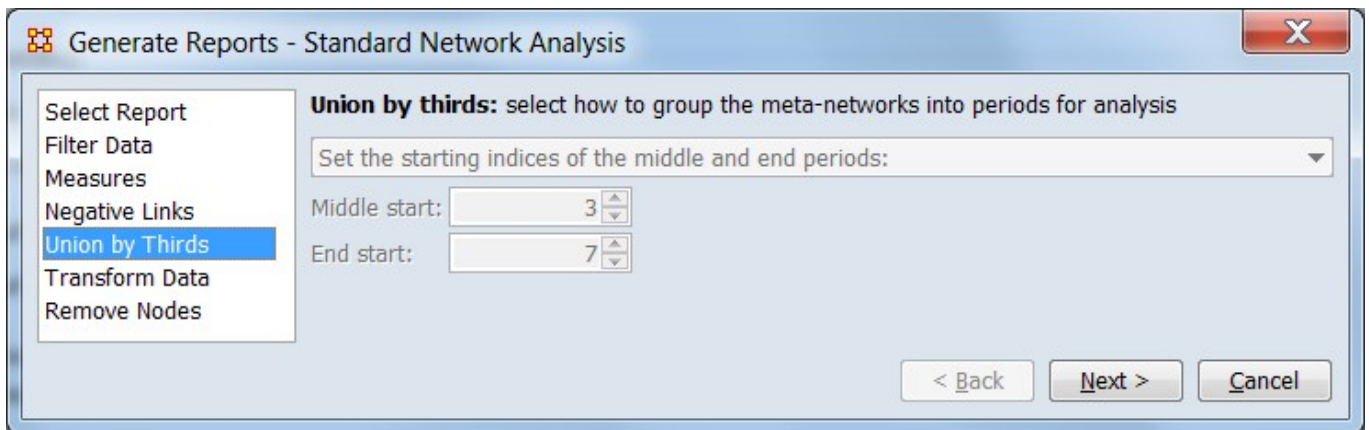 Generate Reports - Standard Network Analysis
Select Report
Filter Data
Measures
Negative Links
Union by Thirds
Transform Data
Remove Nodes
Union by thirds: select how to group the meta-networks into periods for analysis
Set the starting indices of the middle and end periods:
Middle start: 3
End start: 7
< Back Next > Cancel